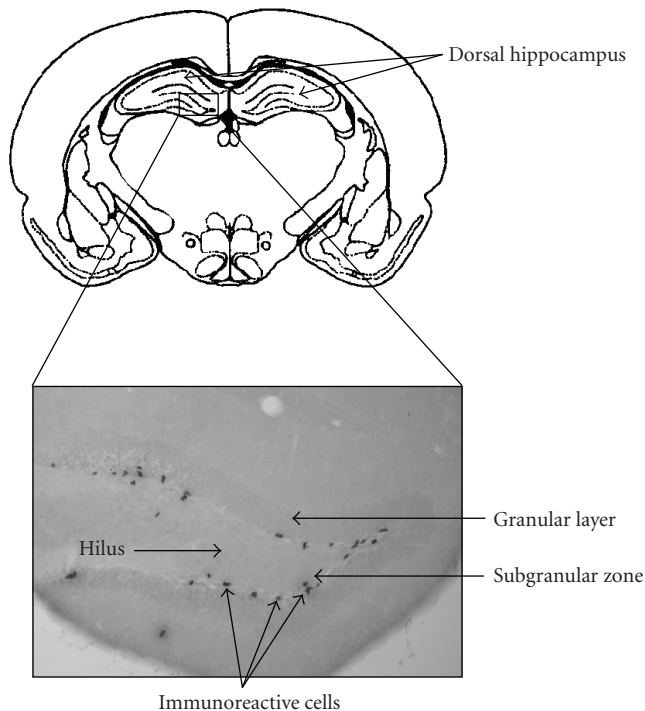 Dorsal hippocampus
Granular layer
Hilus
Subgranular zone
Immunoreactive cells